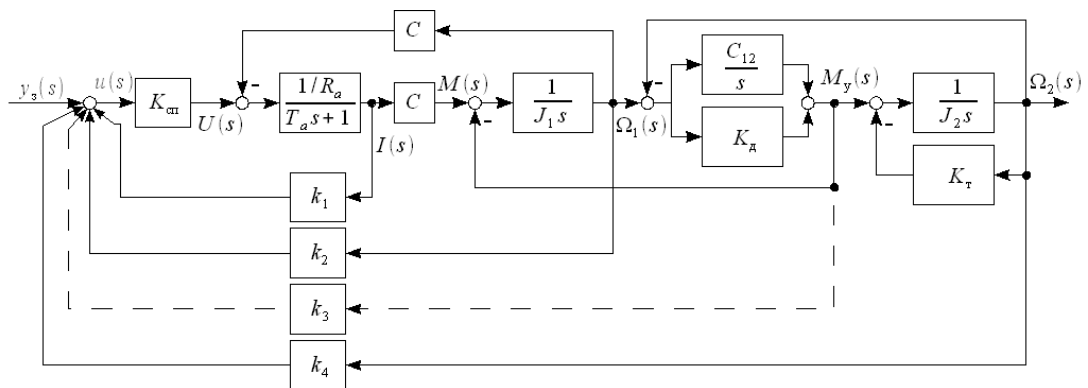 C
y_з(s)
u(s)
K_сп
U(s)
-
1/R_a
T_a s+1
I(s)
C
M(s)
-
1
J_1 s
Ω_1(s)
-
C_12
s
K_д
M_у(s)
-
1
J_2 s
Ω_2(s)
K_т
-
k_1
k_2
k_3
k_4